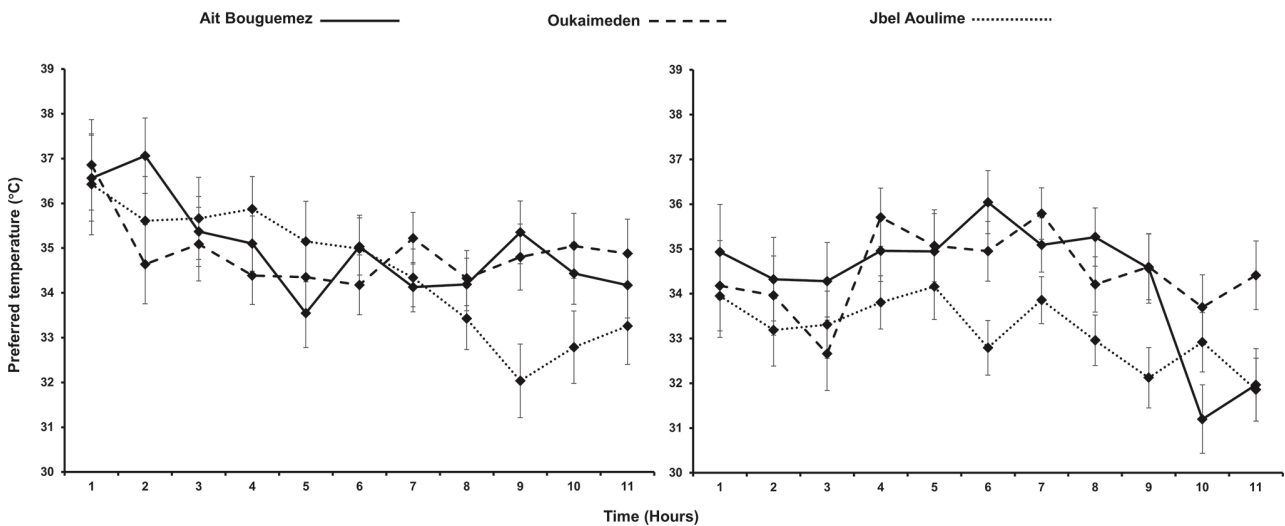 Ait Bouguemez Oukaimeden Jbel Aoulime
39 39
38 38
37 37
36 36
35 35
34 34
33 33
32 32
31 31
30 30
Preferred temperature (°C)
1 2 3 4 5 6 7 8 9 10 11 1 2 3 4 5 6 7 8 9 10 11
Time (Hours)